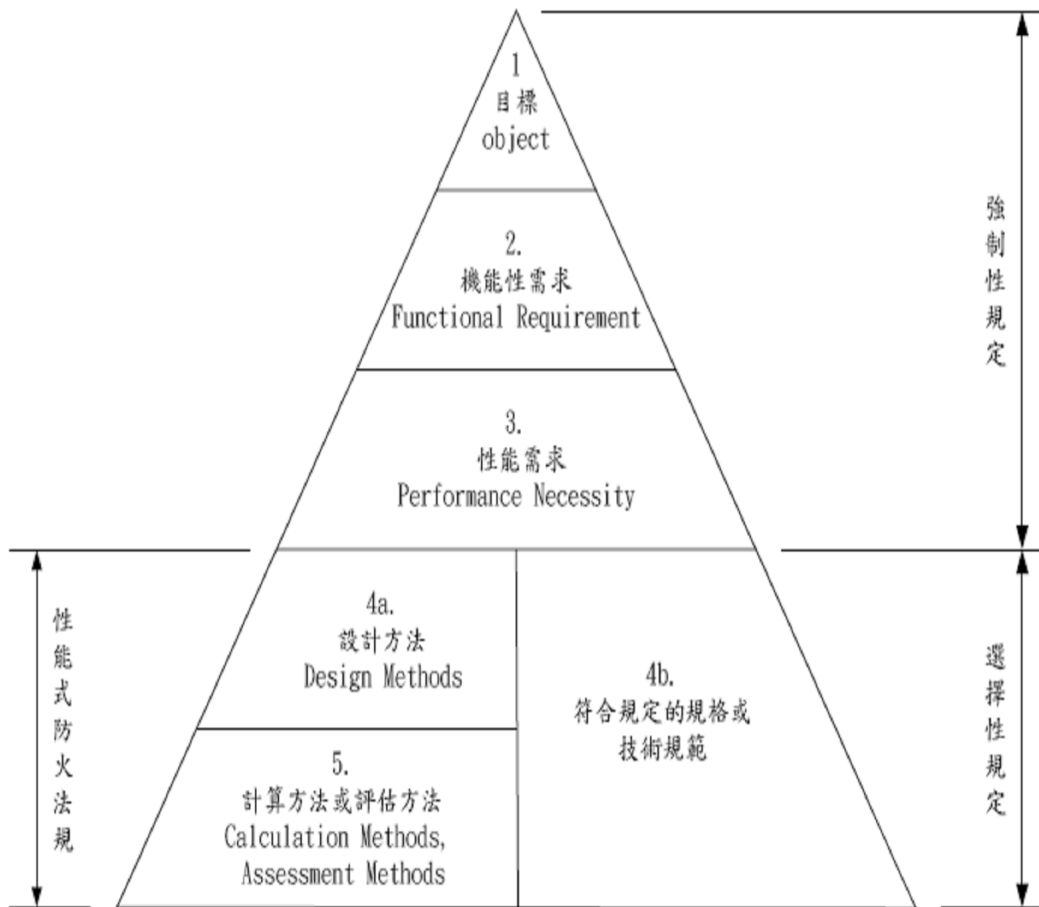 1
目標
object
2.
機能性需求
Functional Requirement
3.
性能需求
Performance Necessity
強制性規定
性能式防火法規
4a.
設計方法
Design Methods
4b.
符合規定的規格或
技術規範
5.
計算方法或評估方法
Calculation Methods,
Assessment Methods
選擇性規定